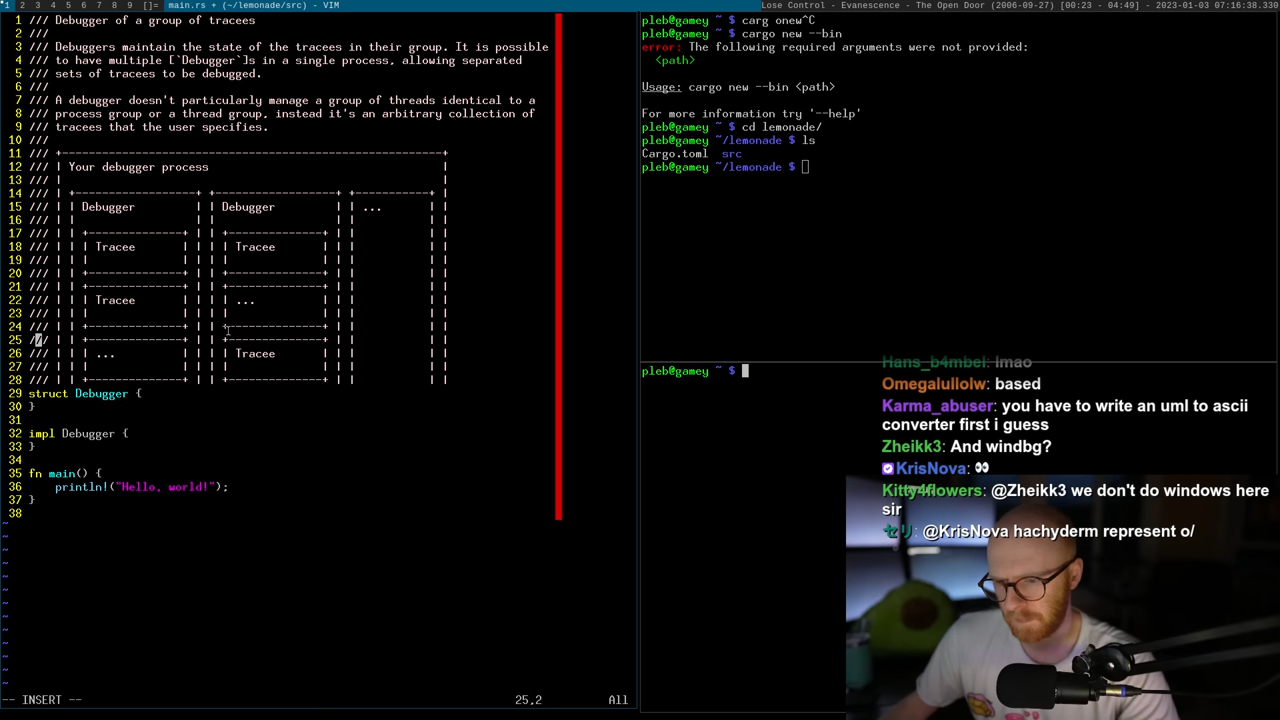 1 2 3 4 5 6 7 8 9 []= main.rs + (~/lemonade/src) - VIM
Lose Control - Evanescence - The Open Door (2006-09-27) [00:23 - 04:49] - 2023-01-03 07:16:38.330
1 /// Debugger of a group of tracees
2 ///
3 /// Debuggers maintain the state of the tracees in their group. It is possible
4 /// to have multiple [`Debugger`]s in a single process, allowing separated
5 /// sets of tracees to be debugged.
6 ///
7 /// A debugger doesn't particularly manage a group of threads identical to a
8 /// process group or a thread group, instead it's an arbitrary collection of
9 /// tracees that the user specifies.
10 ///
11 /// +---------------------------------------------------------+
12 /// | Your debugger process                                   |
13 /// |                                                         |
14 /// | +------------------+ +------------------+ +-----------+ |
15 /// | | Debugger         | | Debugger         | | ...       | |
16 /// | |                  | |                  | |           | |
17 /// | | +--------------+ | | +--------------+ | |           | |
18 /// | | | Tracee       | | | | Tracee       | | |           | |
19 /// | | |              | | | |              | | |           | |
20 /// | | +--------------+ | | +--------------+ | |           | |
21 /// | | +--------------+ | | +--------------+ | |           | |
22 /// | | | Tracee       | | | | ...          | | |           | |
23 /// | | |              | | | |              | | |           | |
24 /// | | +--------------+ | | +--------------+ | |           | |
25 /// | | +--------------+ | | +--------------+ | |           | |
26 /// | | | ...          | | | | Tracee       | | |           | |
27 /// | | |              | | | |              | | |           | |
28 /// | | +--------------+ | | +--------------+ | |           | |
29 struct Debugger {
30 }
31
32 impl Debugger {
33 }
34
35 fn main() {
36     println!("Hello, world!");
37 }
38
~
~
~
~
~
~
~
~
~
~
~
~
~
-- INSERT -- 25,2 All
pleb@gamey ~ $ carg onew^C
pleb@gamey ~ $ cargo new --bin
error: The following required arguments were not provided:
  <path>
Usage: cargo new --bin <path>
For more information try '--help'
pleb@gamey ~ $ cd lemonade/
pleb@gamey ~/lemonade $ ls
Cargo.toml  src
pleb@gamey ~/lemonade $
pleb@gamey ~ $
Hans_b4mbel: lmao
Omegalullolw: based
Karma_abuser: you have to write an uml to ascii
converter first i guess
Zheikk3: And windbg?
KrisNova: 👀
Kitty4flowers: @Zheikk3 we don't do windows here
sir
セリ: @KrisNova hachyderm represent o/